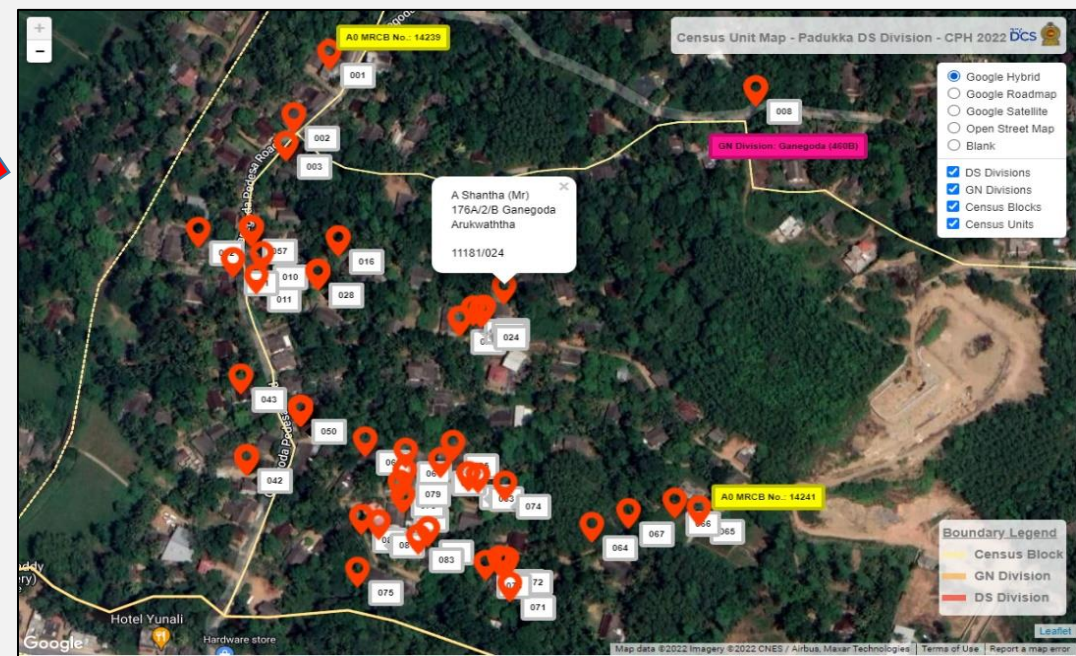 +
−
A0 MRCB No.: 14239
Census Unit Map - Padukka DS Division - CPH 2022 DCS
001
002
003
008
GN Division: Ganegoda (460B)
Google Hybrid
Google Roadmap
Google Satellite
Open Street Map
Blank
DS Divisions
GN Divisions
Census Blocks
Census Units
A Shantha (Mr)
176A/2/B Ganegoda
Arukwaththa
11181/024
×
057
016
010
011
028
024
043
050
042
079
074
A0 MRCB No.: 14241
064
067
066
065
083
075
072
071
Boundary Legend
Census Block
GN Division
DS Division
Hotel Yunali
Hardware store
Google
Leaflet
Map data ©2022 Imagery ©2022 CNES / Airbus, Maxar Technologies
Terms of Use
Report a map error